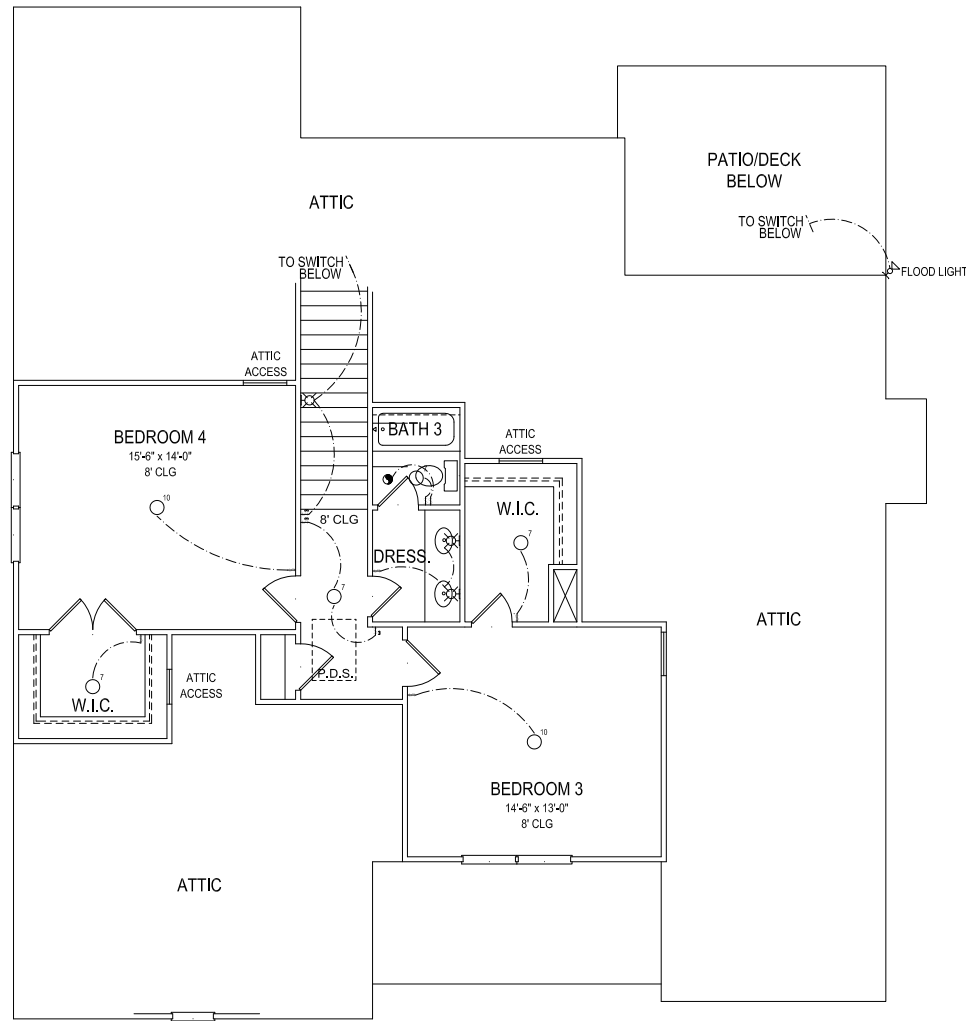 PATIO/DECK
BELOW
ATTIC
TO SWITCH
BELOW
TO SWITCH
BELOW
FLOOD LIGHT
ATTIC
ACCESS
BEDROOM 4
15'-6" x 14'-0"
8' CLG
BATH 3
ATTIC
ACCESS
10
W.I.C.
8' CLG
7
DRESS.
7
ATTIC
3
P.D.S.
7
W.I.C.
ATTIC
ACCESS
10
BEDROOM 3
14'-6" x 13'-0"
8' CLG
ATTIC